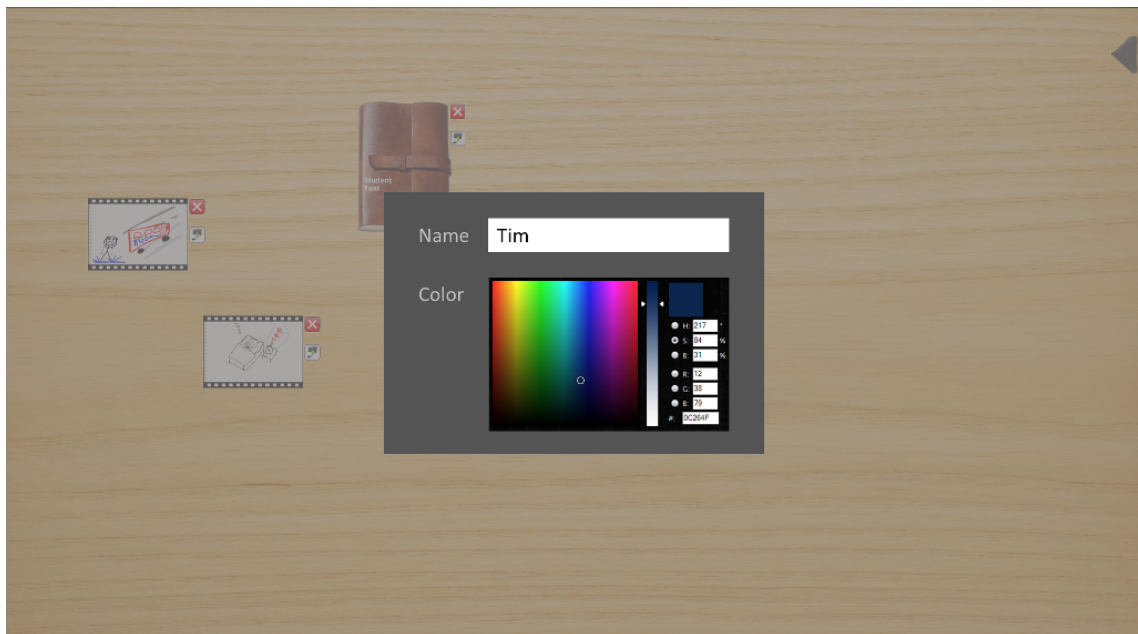 Student
Text
Name
Tim
Color
H: 217 °
S: 84 %
B: 31 %
R: 12
G: 38
B: 79
#: 0C264F